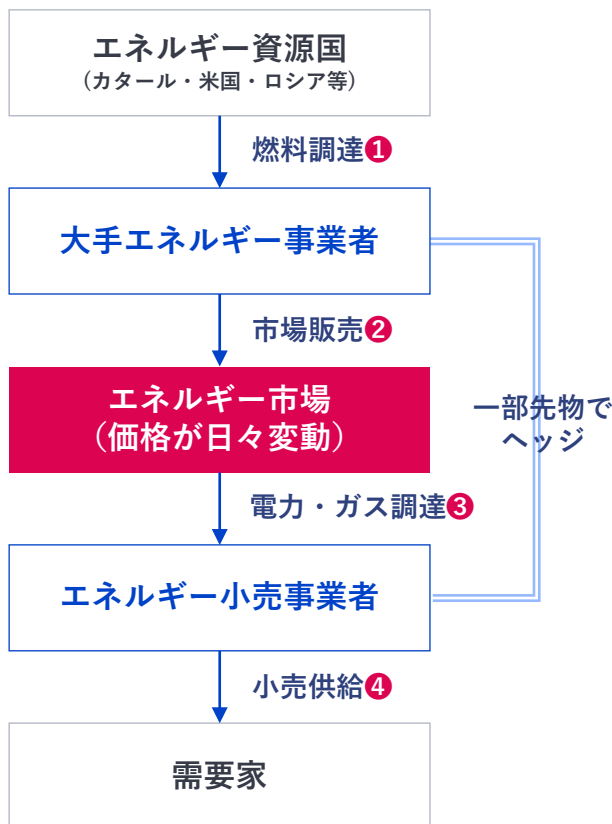 エネルギー資源国
(カタール・米国・ロシア等)
燃料調達❶
大手エネルギー事業者
市場販売❷
エネルギー市場
(価格が日々変動)
一部先物で
ヘッジ
電力・ガス調達❸
エネルギー小売事業者
小売供給❹
需要家